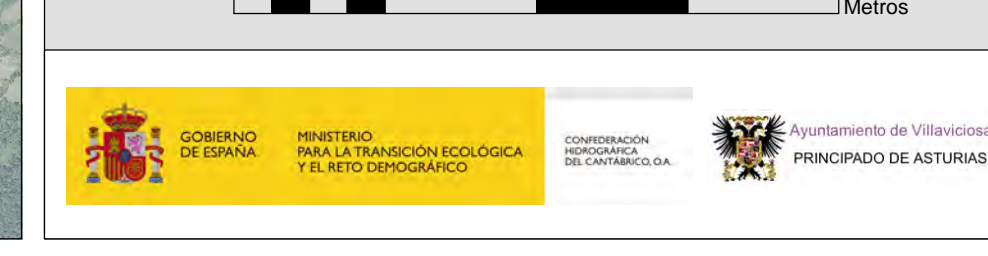 Metros
GOBIERNO
DE ESPAÑA
MINISTERIO
PARA LA TRANSICIÓN ECOLÓGICA
Y EL RETO DEMOGRÁFICO
CONFEDERACIÓN
HIDROGRÁFICA
DEL CANTÁBRICO, O.A.
Ayuntamiento de Villaviciosa
PRINCIPADO DE ASTURIAS